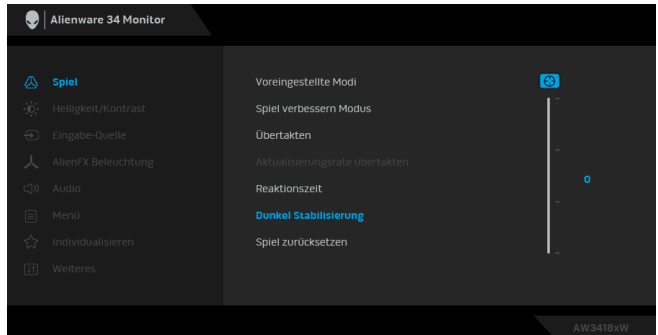 Alienware 34 Monitor
Spiel
Helligkeit/Kontrast
Eingabe-Quelle
AlienFX Beleuchtung
Audio
Menü
Individualisieren
Weiteres
Voreingestellte Modi
Spiel verbessern Modus
Übertakten
Aktualisierungsrate übertakten
Reaktionszeit
Dunkel Stabilisierung
Spiel zurücksetzen
0
AW3418xW